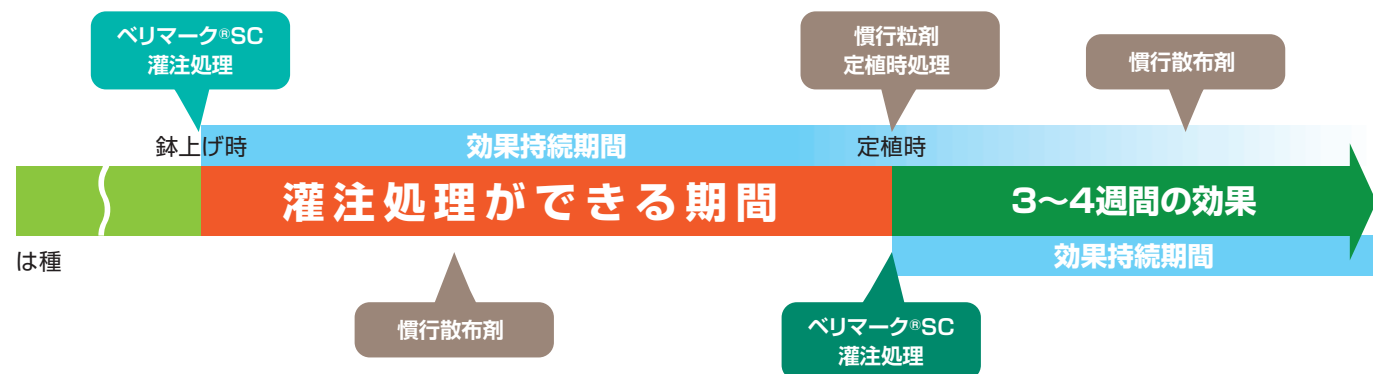 ベリマーク®SC
灌注処理
慣行粒剤
定植時処理
慣行散布剤
鉢上げ時
効果持続期間
定植時
灌注処理ができる期間
3〜4週間の効果
は種
効果持続期間
慣行散布剤
ベリマーク®SC
灌注処理